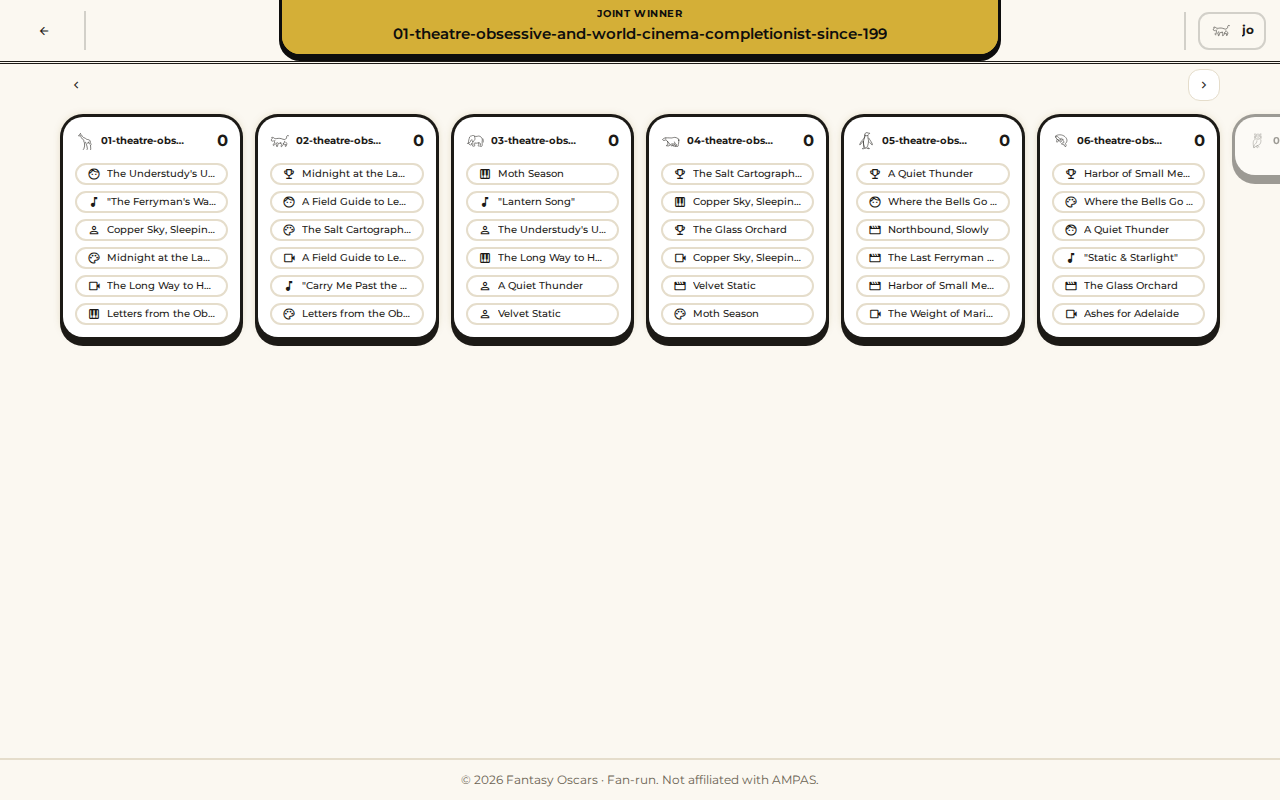 JOINT WINNER
01-theatre-obsessive-and-world-cinema-completionist-since-199
jo
01-theatre-obs... 0
The Understudy's U...
"The Ferryman's Wa...
Copper Sky, Sleepin...
Midnight at the La...
The Long Way to H...
Letters from the Ob...
02-theatre-obs... 0
Midnight at the La...
A Field Guide to Le...
The Salt Cartograph...
A Field Guide to Le...
"Carry Me Past the ...
Letters from the Ob...
03-theatre-obs... 0
Moth Season
"Lantern Song"
The Understudy's U...
The Long Way to H...
A Quiet Thunder
Velvet Static
04-theatre-obs... 0
The Salt Cartograph...
Copper Sky, Sleepin...
The Glass Orchard
Copper Sky, Sleepin...
Velvet Static
Moth Season
05-theatre-obs... 0
A Quiet Thunder
Where the Bells Go ...
Northbound, Slowly
The Last Ferryman ...
Harbor of Small Me...
The Weight of Mari...
06-theatre-obs... 0
Harbor of Small Me...
Where the Bells Go ...
A Quiet Thunder
"Static & Starlight"
The Glass Orchard
Ashes for Adelaide
0
© 2026 Fantasy Oscars · Fan-run. Not affiliated with AMPAS.